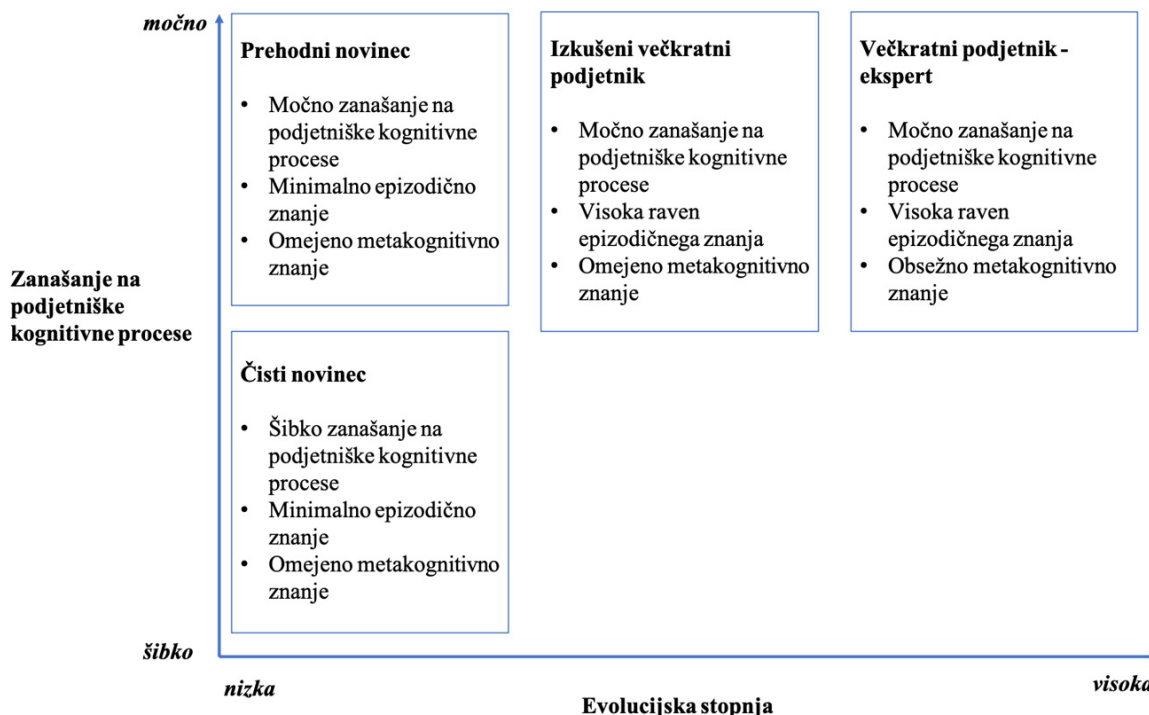 močno
Prehodni novinec
• Močno zanašanje na
podjetniške kognitivne
procese
• Minimalno epizodično
znanje
• Omejeno metakognitivno
znanje
Izkušeni večkratni
podjetnik
• Močno zanašanje na
podjetniške kognitivne
procese
• Visoka raven
epizodičnega znanja
• Omejeno metakognitivno
znanje
Večkratni podjetnik -
ekspert
• Močno zanašanje na
podjetniške kognitivne
procese
• Visoka raven
epizodičnega znanja
• Obsežno metakognitivno
znanje
Zanašanje na
podjetniške
kognitivne procese
Čisti novinec
• Šibko zanašanje na
podjetniške kognitivne
procese
• Minimalno epizodično
znanje
• Omejeno metakognitivno
znanje
šibko
nizka
visoka
Evolucijska stopnja